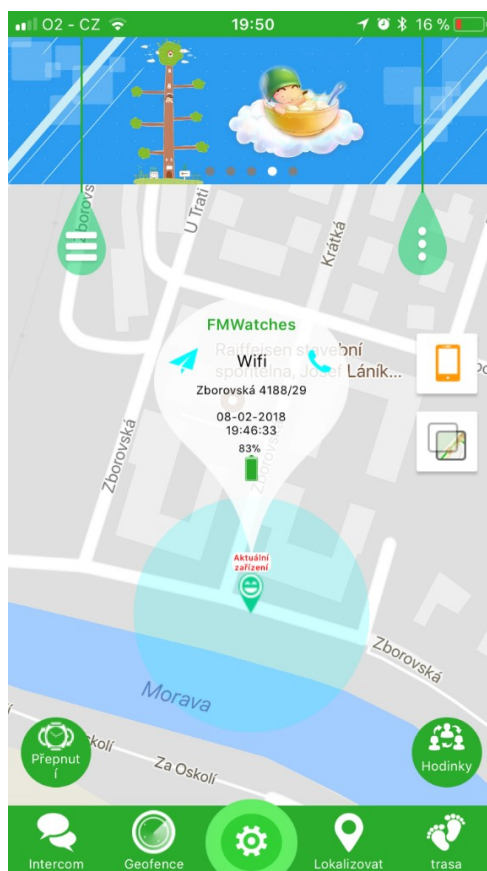 O2 - CZ 19:50 16 %
Zborovs
U Trati
Krátká
FMWatches
Raiffeisen stavební
Wifi
spořitelna, Josef Láník...
Zborovská 4188/29
08-02-2018
19:46:33
83%
Zborovská
Zborovská
Aktuální
zařízení
Zborovská
Morava
Za Oskolí
Přepnut
í
Hodinky
Intercom Geofence Lokalizovat trasa